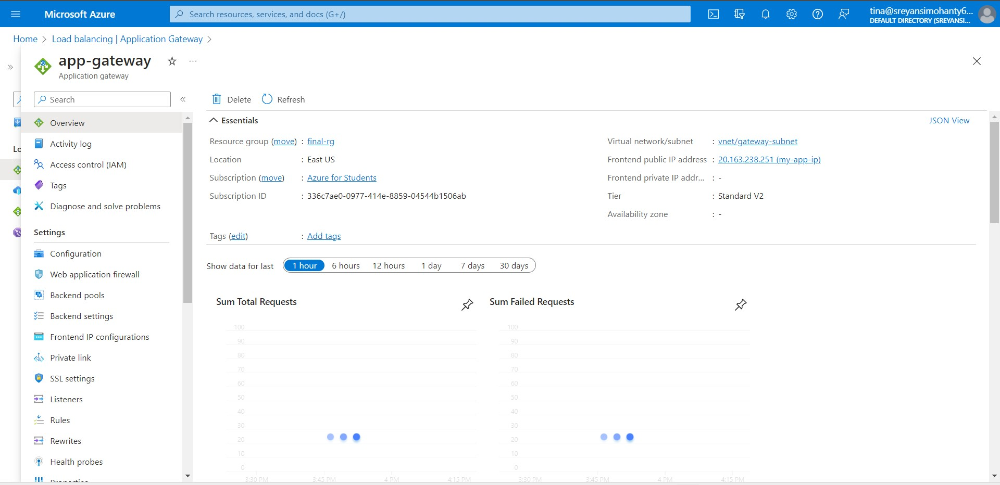 Microsoft Azure
Search resources, services, and docs (G+/)
tina@sreyansimohanty6...
DEFAULT DIRECTORY (SREYANSI...
Home > Load balancing | Application Gateway >
app-gateway
Application gateway
Search
Delete
Refresh
Overview
Activity log
Access control (IAM)
Tags
Diagnose and solve problems
Settings
Configuration
Web application firewall
Backend pools
Backend settings
Frontend IP configurations
Private link
SSL settings
Listeners
Rules
Rewrites
Health probes
Properties
Lo
Essentials
JSON View
Resource group (move) : final-rg
Location : East US
Subscription (move) : Azure for Students
Subscription ID : 336c7ae0-0977-414e-8859-04544b1506ab
Virtual network/subnet : vnet/gateway-subnet
Frontend public IP address : 20.163.238.251 (my-app-ip)
Frontend private IP addr... : -
Tier : Standard V2
Availability zone : -
Tags (edit) : Add tags
Show data for last 1 hour 6 hours 12 hours 1 day 7 days 30 days
Sum Total Requests
100
90
80
70
60
50
40
30
20
10
0
3:30 PM 3:45 PM 4 PM 4:15 PM
Sum Failed Requests
100
90
80
70
60
50
40
30
20
10
0
3:30 PM 3:45 PM 4 PM 4:15 PM